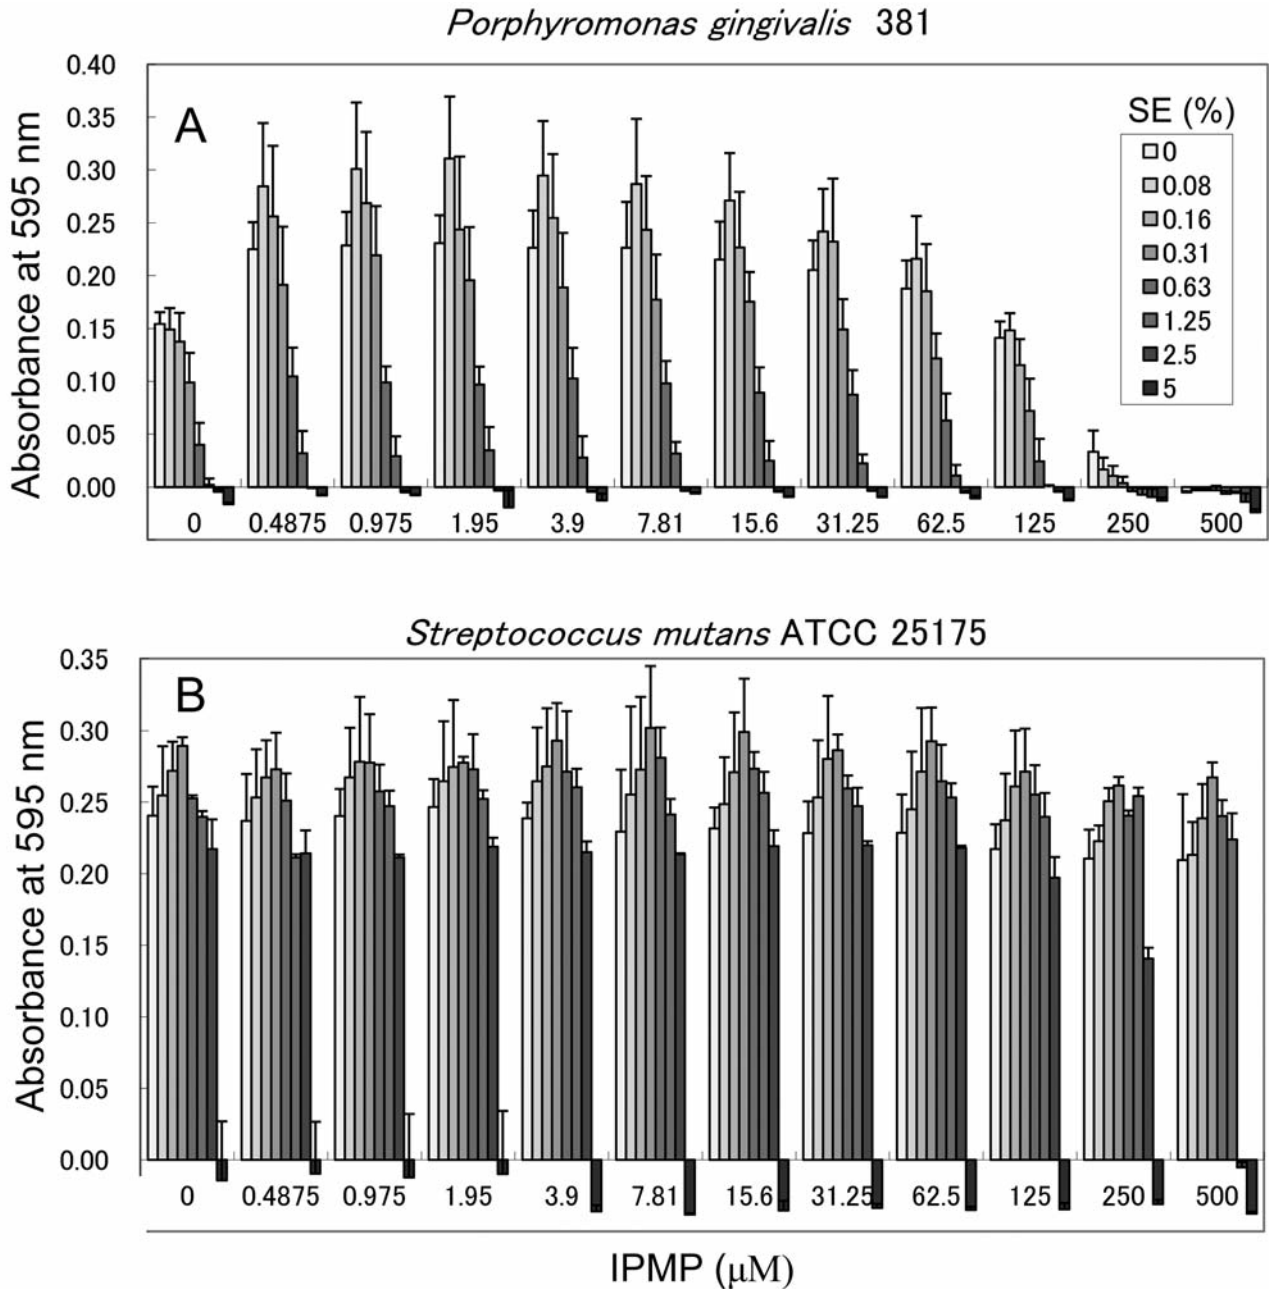 Porphyromonas gingivalis 381
A
Absorbance at 595 nm
0.40
0.35
0.30
0.25
0.20
0.15
0.10
0.05
0.00
SE (%)
0
0.08
0.16
0.31
0.63
1.25
2.5
5
0 0.4875 0.975 1.95 3.9 7.81 15.6 31.25 62.5 125 250 500
Streptococcus mutans ATCC 25175
B
Absorbance at 595 nm
0.35
0.30
0.25
0.20
0.15
0.10
0.05
0.00
0 0.4875 0.975 1.95 3.9 7.81 15.6 31.25 62.5 125 250 500
IPMP (μM)